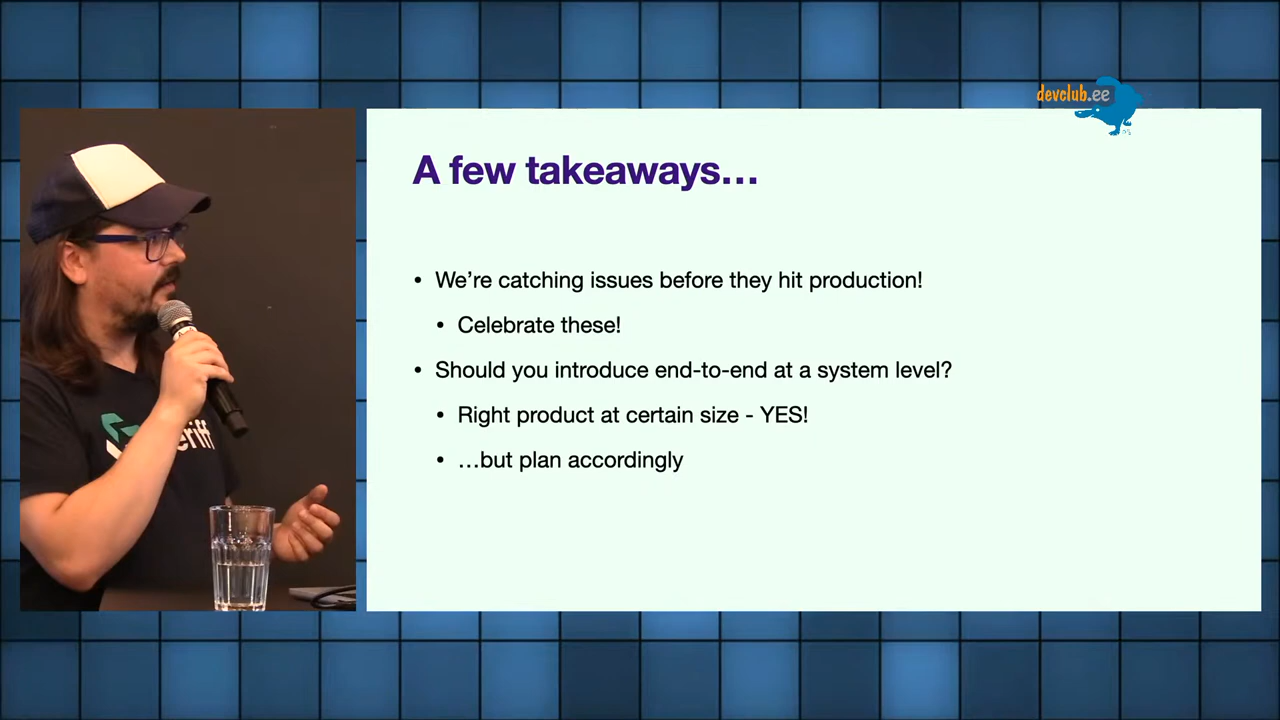 devclub.ee
A few takeaways…
• We're catching issues before they hit production!
• Celebrate these!
• Should you introduce end-to-end at a system level?
• Right product at certain size - YES!
• …but plan accordingly